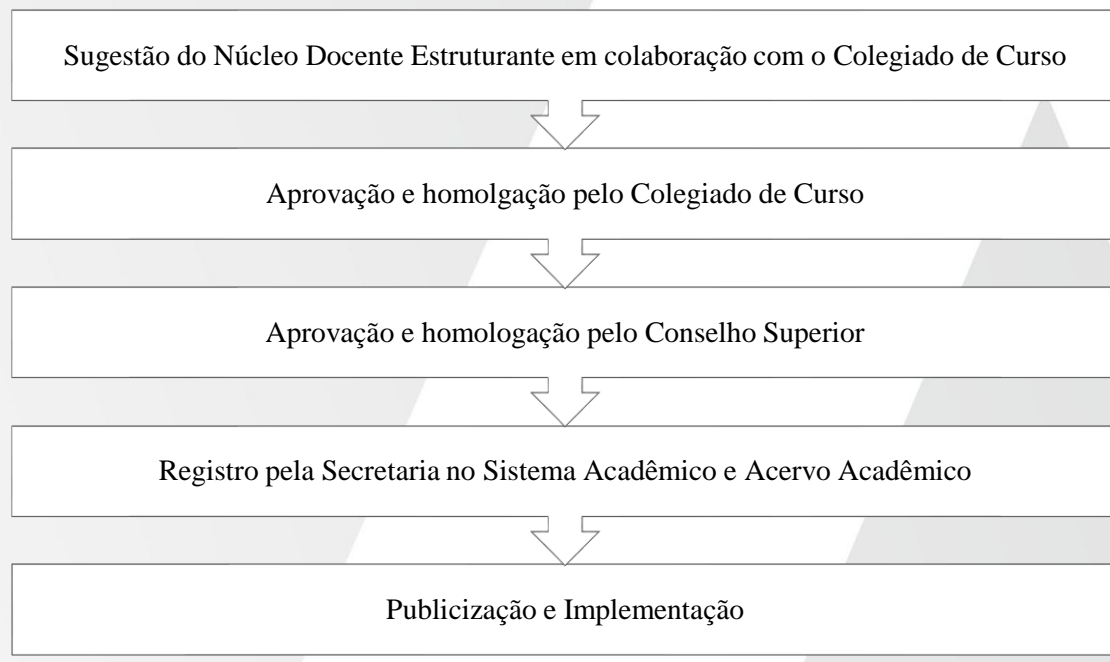 Sugestão do Núcleo Docente Estruturante em colaboração com o Colegiado de Curso
Aprovação e homolgação pelo Colegiado de Curso
Aprovação e homologação pelo Conselho Superior
Registro pela Secretaria no Sistema Acadêmico e Acervo Acadêmico
Publicização e Implementação